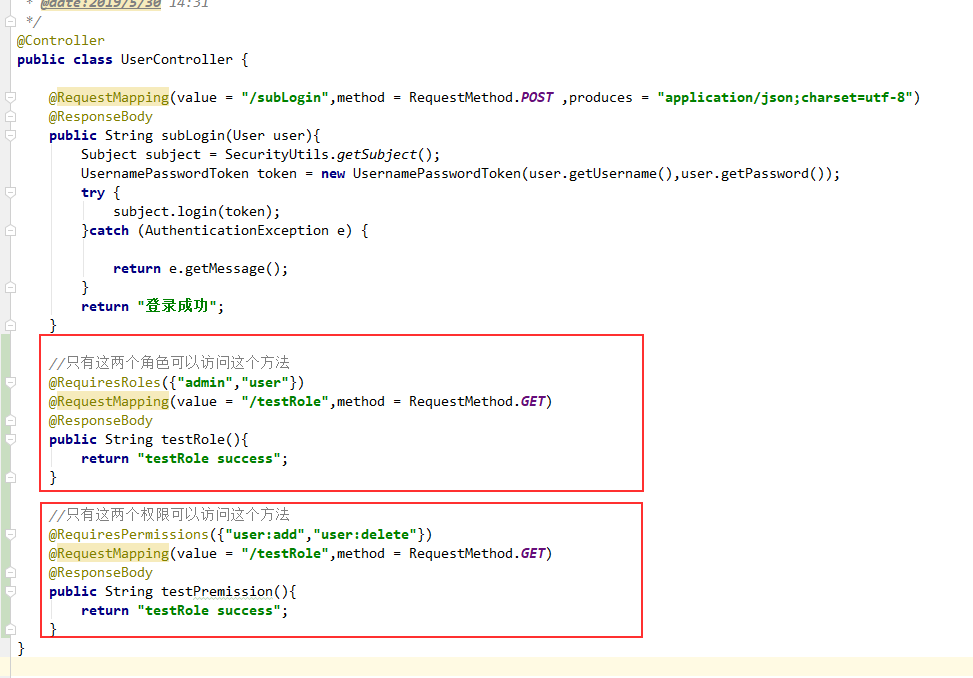 * @date:2019/5/30 14:31
*/
@Controller
public class UserController {
@RequestMapping(value = "/subLogin",method = RequestMethod.POST ,produces = "application/json;charset=utf-8")
@ResponseBody
public String subLogin(User user){
Subject subject = SecurityUtils.getSubject();
UsernamePasswordToken token = new UsernamePasswordToken(user.getUsername(),user.getPassword());
try {
subject.login(token);
}catch (AuthenticationException e) {
return e.getMessage();
}
return "登录成功";
}
//只有这两个角色可以访问这个方法
@RequiresRoles({"admin","user"})
@RequestMapping(value = "/testRole",method = RequestMethod.GET)
@ResponseBody
public String testRole(){
return "testRole success";
}
//只有这两个权限可以访问这个方法
@RequiresPermissions({"user:add","user:delete"})
@RequestMapping(value = "/testRole",method = RequestMethod.GET)
@ResponseBody
public String testPremission(){
return "testRole success";
}
}